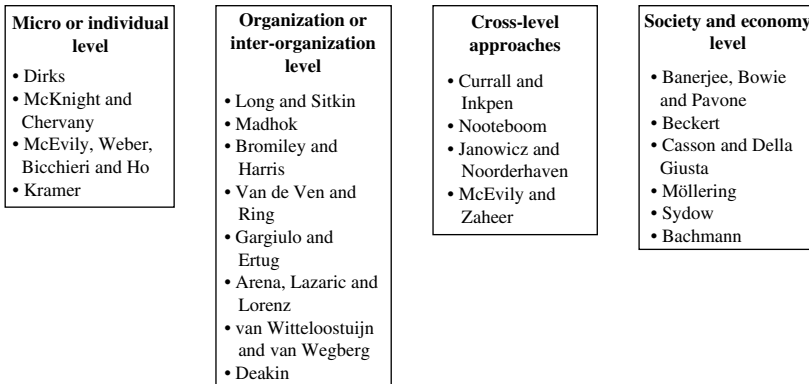 Micro or individual
level
• Dirks
• McKnight and
Chervany
• McEvily, Weber,
Bicchieri and Ho
• Kramer
Organization or
inter-organization
level
• Long and Sitkin
• Madhok
• Bromiley and
Harris
• Van de Ven and
Ring
• Gargiulo and
Ertug
• Arena, Lazaric and
Lorenz
• van Witteloostuijn
and van Wegberg
• Deakin
Cross-level
approaches
• Currall and
Inkpen
• Nooteboom
• Janowicz and
Noorderhaven
• McEvily and
Zaheer
Society and economy
level
• Banerjee, Bowie
and Pavone
• Beckert
• Casson and Della
Giusta
• Möllering
• Sydow
• Bachmann